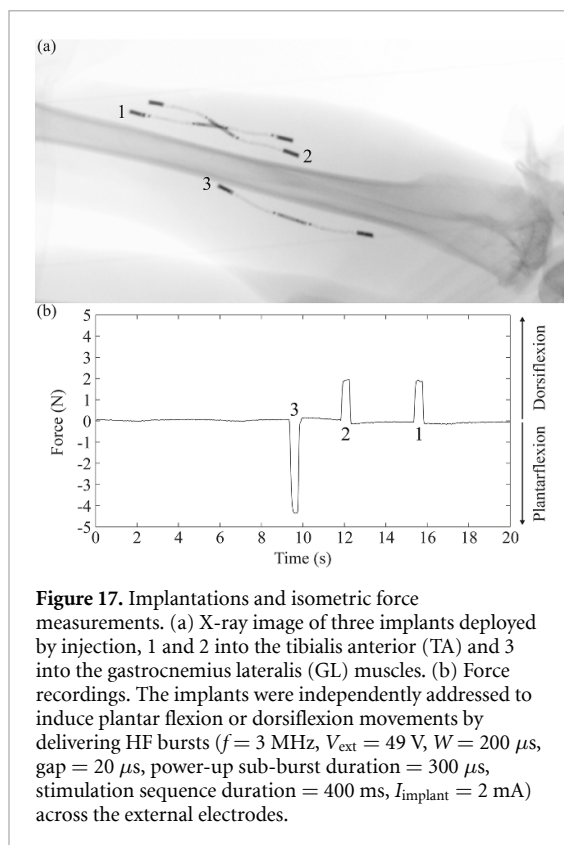 (a)
1
2
3
(b)
5
4
3
2
1
0
-1
-2
-3
-4
-5
Force (N)
3
2
1
Dorsiflexion
Plantarflexion
0 2 4 6 8 10 12 14 16 18 20
Time (s)
Figure 17. Implantations and isometric force
measurements. (a) X-ray image of three implants deployed
by injection, 1 and 2 into the tibialis anterior (TA) and 3
into the gastrocnemius lateralis (GL) muscles. (b) Force
recordings. The implants were independently addressed to
induce plantar flexion or dorsiflexion movements by
delivering HF bursts (f = 3 MHz, Vext = 49 V, W = 200 μs,
gap = 20 μs, power-up sub-burst duration = 300 μs,
stimulation sequence duration = 400 ms, Iimplant = 2 mA)
across the external electrodes.